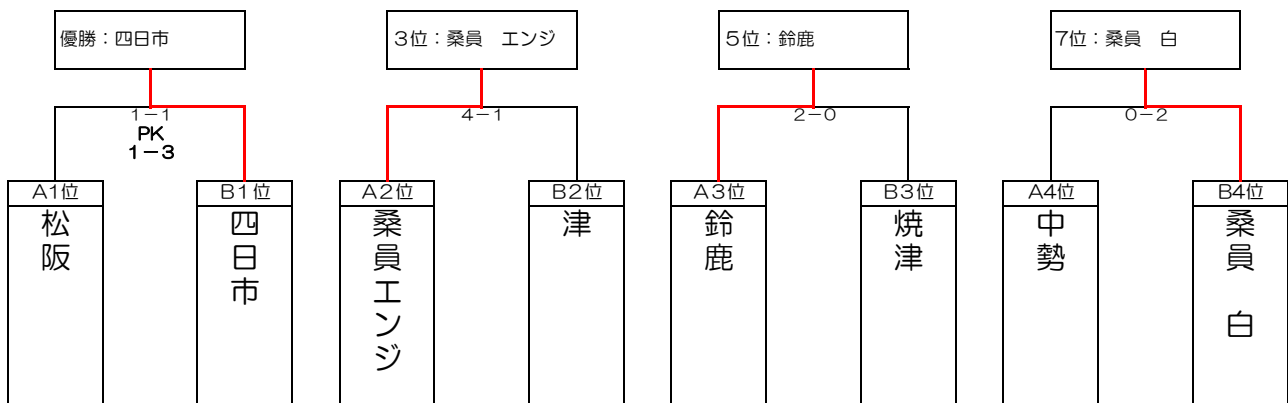 優勝：四日市
3位：桑員　エンジ
5位：鈴鹿
7位：桑員　白
1－1
PK
1－3
4－1
2－0
0－2
A1位
B1位
A2位
B2位
A3位
B3位
A4位
B4位
松阪
四日市
桑員エンジ
津
鈴鹿
焼津
中勢
桑員　白